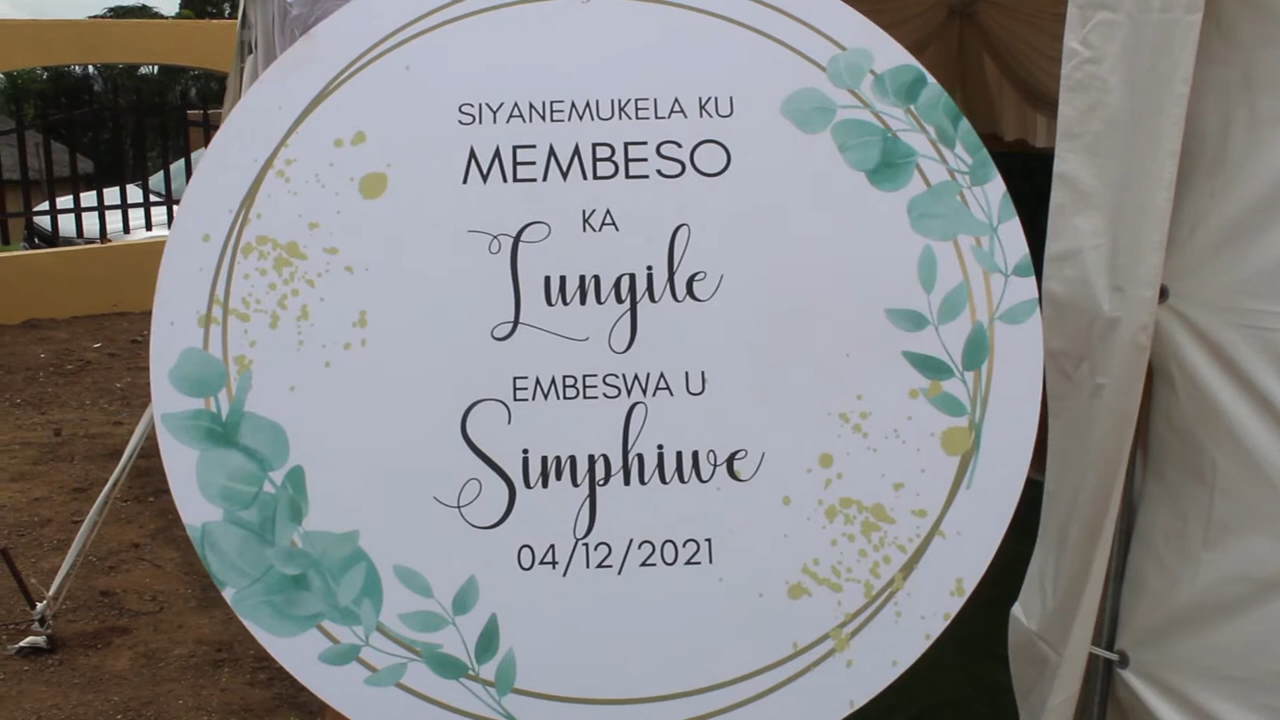 SIYANEMUKELA KU
MEMBESO
KA
Lungile
EMBESWA U
Simphiwe
04/12/2021